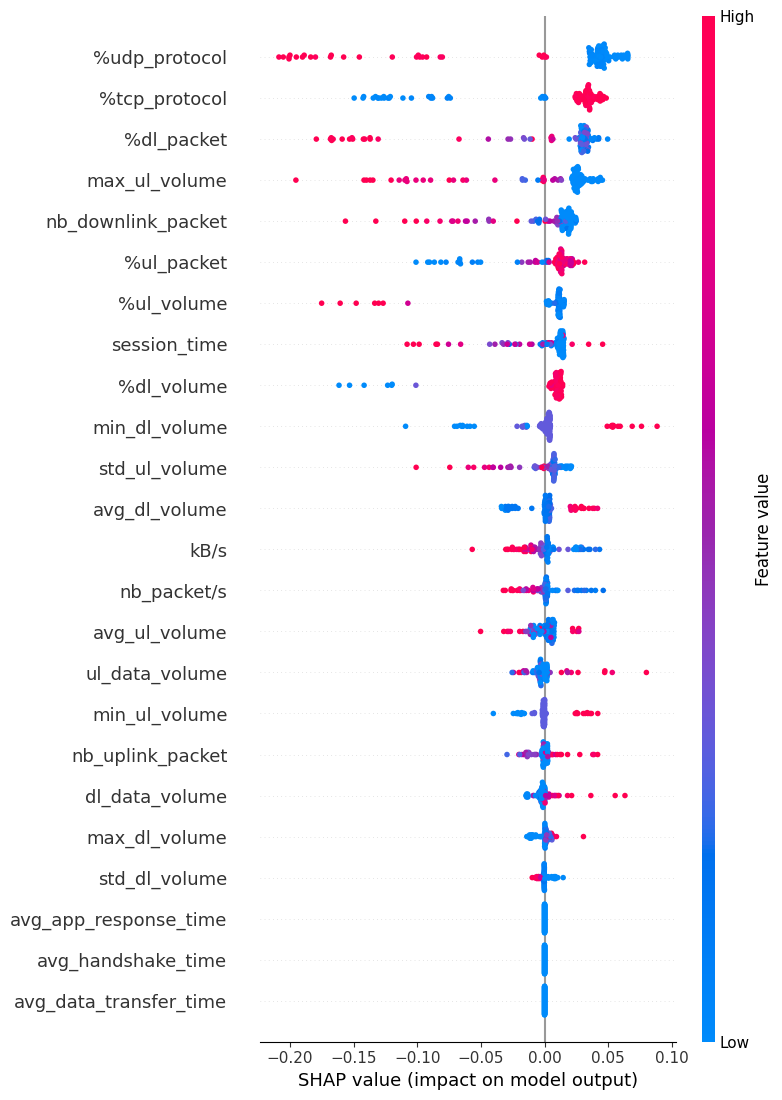 High
%udp_protocol
%tcp_protocol
%dl_packet
max_ul_volume
nb_downlink_packet
%ul_packet
%ul_volume
session_time
%dl_volume
min_dl_volume
std_ul_volume
avg_dl_volume
kB/s
nb_packet/s
avg_ul_volume
ul_data_volume
min_ul_volume
nb_uplink_packet
dl_data_volume
max_dl_volume
std_dl_volume
avg_app_response_time
avg_handshake_time
avg_data_transfer_time
Feature value
Low
−0.20 −0.15 −0.10 −0.05 0.00 0.05 0.10
SHAP value (impact on model output)